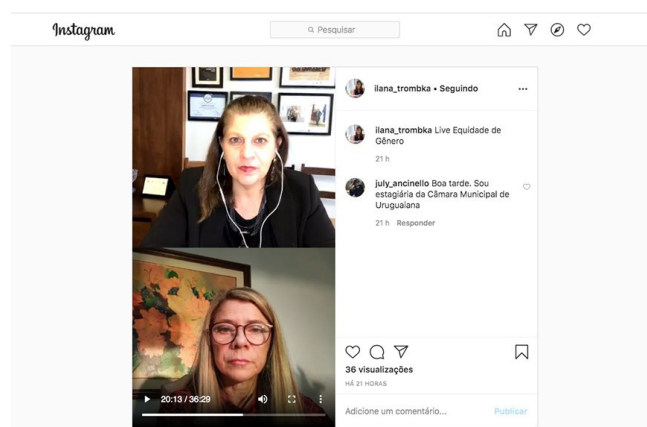 Instagram
Pesquisar
ilana_trombka • Seguindo
ilana_trombka Live Equidade de
Gênero
21 h
july_ancinello Boa tarde. Sou
estagiária da Câmara Municipal de
Uruguaiana
21 h Responder
20:13 / 36:29
36 visualizações
HÁ 21 HORAS
Adicione um comentário...
Publicar